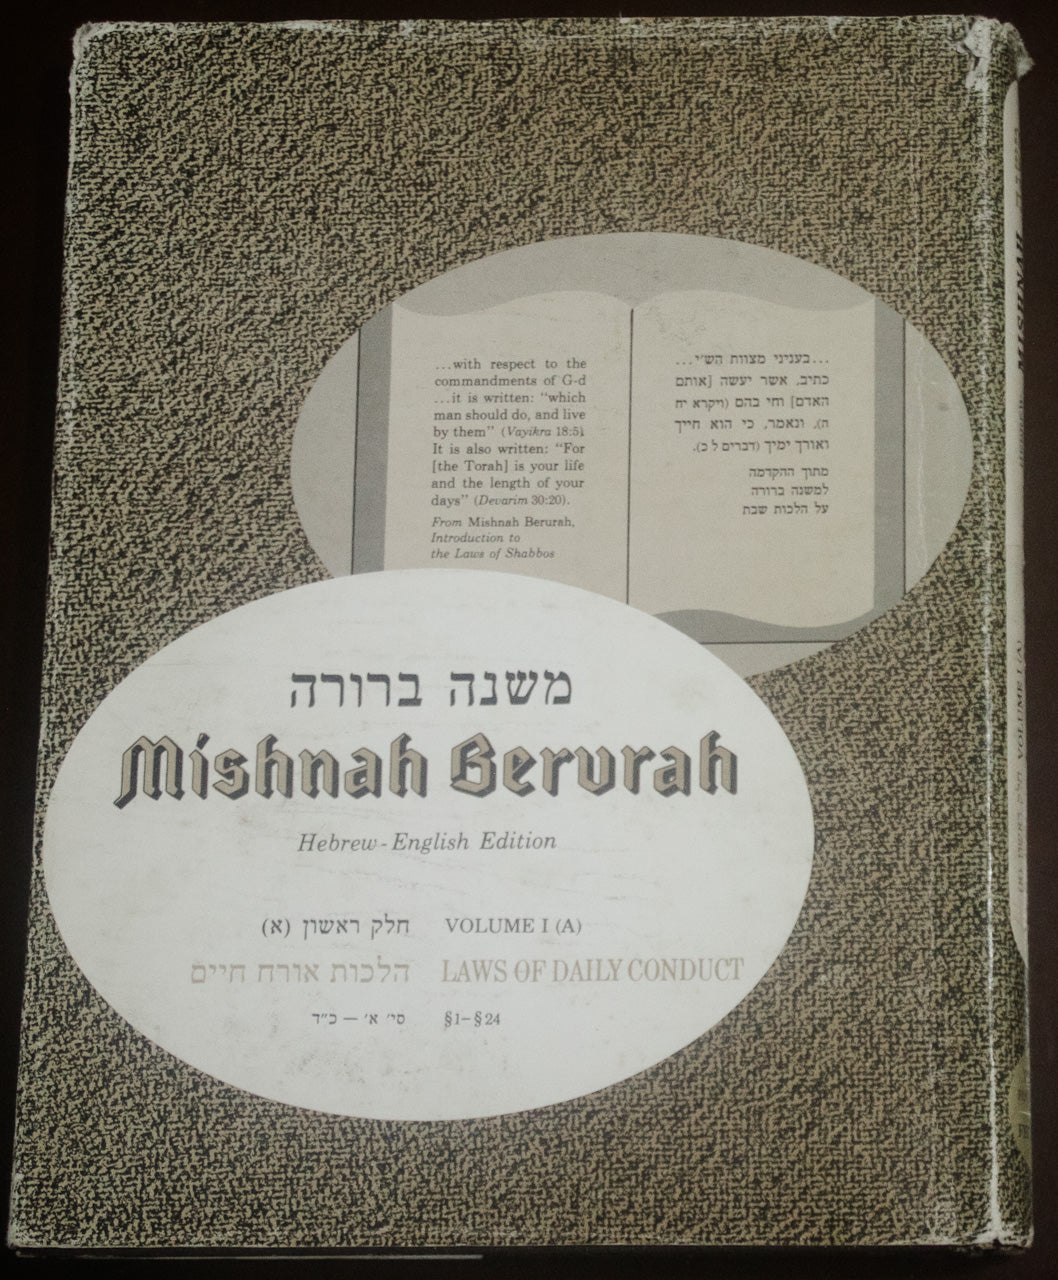 ...with respect to the
commandments of G-d
...it is written: "which
man should do, and live
by them" (Vayikra 18:5)
It is also written: "For
[the Torah] is your life
and the length of your
days" (Devarim 30:20).
From Mishnah Berurah,
Introduction to
the Laws of Shabbos
...בעניני מצוות הש״י...
כתיב, אשר יעשה [אותם
האדם] וחי בהם (ויקרא יח
ה), ונאמר, כי הוא חייך
ואורך ימיך (דברים ל כ).
מתוך ההקדמה
למשנה ברורה
על הלכות שבת
משנה ברורה
Mishnah Berurah
Hebrew-English Edition
חלק ראשון (א) VOLUME I (A)
הלכות אורח חיים LAWS OF DAILY CONDUCT
סי׳ א׳ — כ״ד §1–§24
MISHNAH
VOLUME I (A)